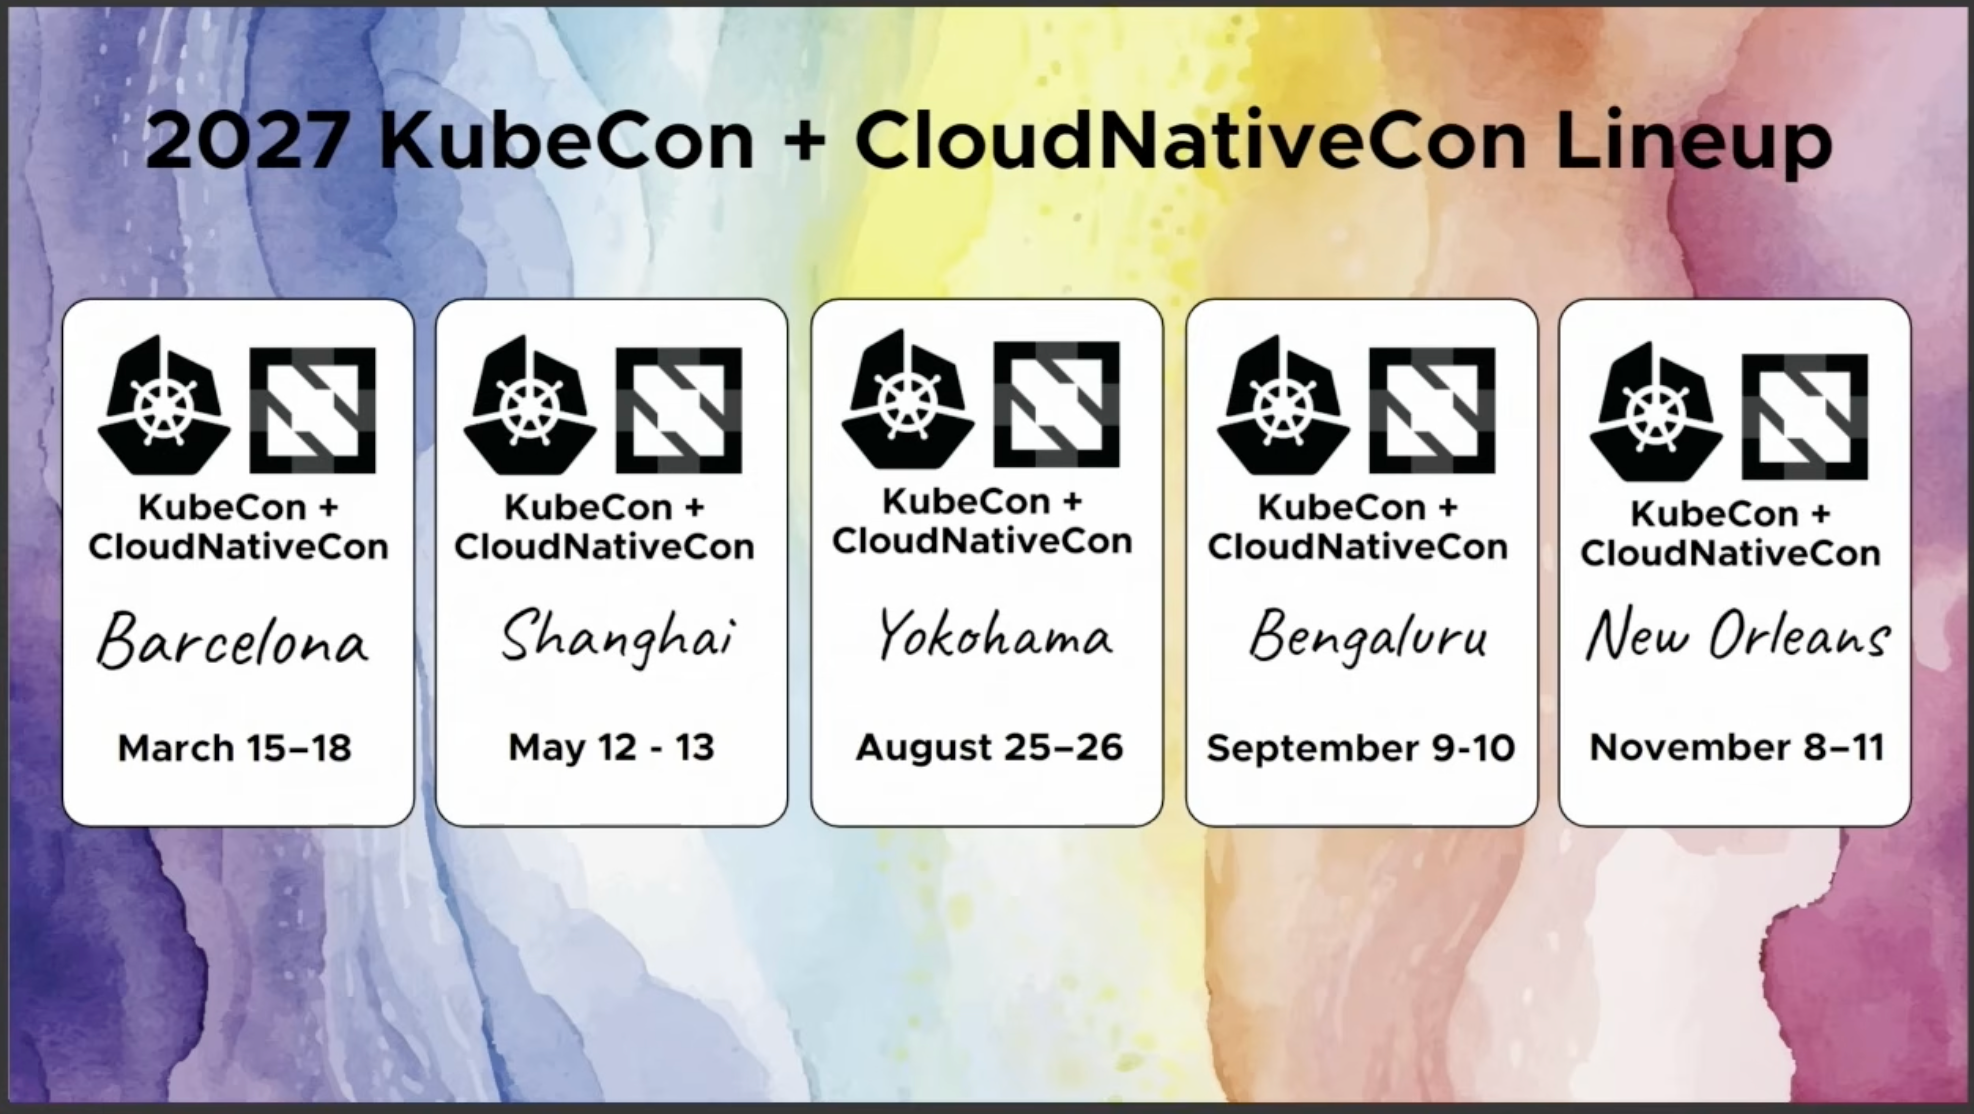 2027 KubeCon + CloudNativeCon Lineup
KubeCon +
CloudNativeCon
Barcelona
March 15–18
KubeCon +
CloudNativeCon
Shanghai
May 12 - 13
KubeCon +
CloudNativeCon
Yokohama
August 25–26
KubeCon +
CloudNativeCon
Bengaluru
September 9-10
KubeCon +
CloudNativeCon
New Orleans
November 8–11